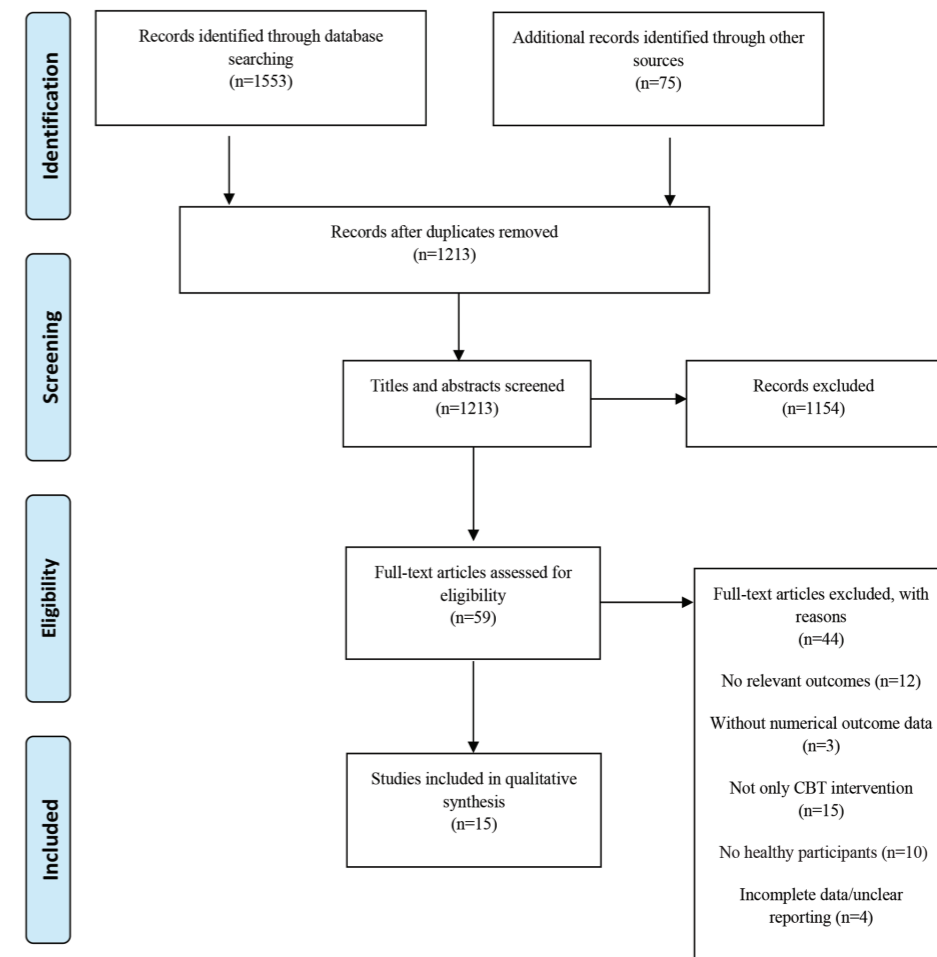 Identification
Records identified through database
searching
(n=1553)
Additional records identified through other
sources
(n=75)
Records after duplicates removed
(n=1213)
Screening
Titles and abstracts screened
(n=1213)
Records excluded
(n=1154)
Eligibility
Full-text articles assessed for
eligibility
(n=59)
Full-text articles excluded, with
reasons
(n=44)
No relevant outcomes (n=12)
Without numerical outcome data
(n=3)
Not only CBT intervention
(n=15)
No healthy participants (n=10)
Incomplete data/unclear
reporting (n=4)
Included
Studies included in qualitative
synthesis
(n=15)